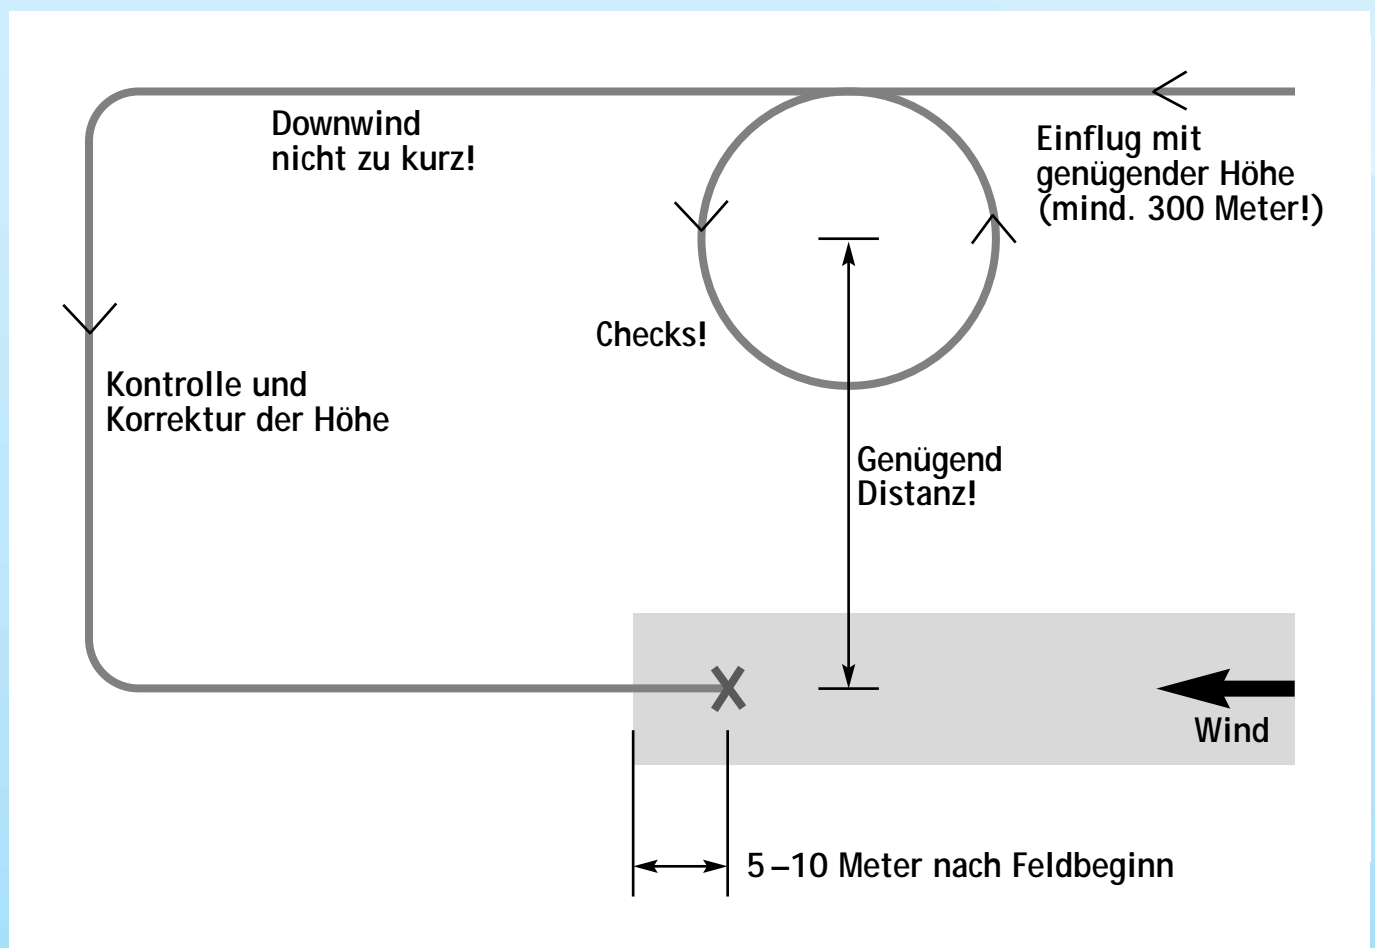 Downwind
nicht zu kurz!
Einflug mit
genügender Höhe
(mind. 300 Meter!)
Checks!
Kontrolle und
Korrektur der Höhe
Genügend
Distanz!
Wind
5–10 Meter nach Feldbeginn